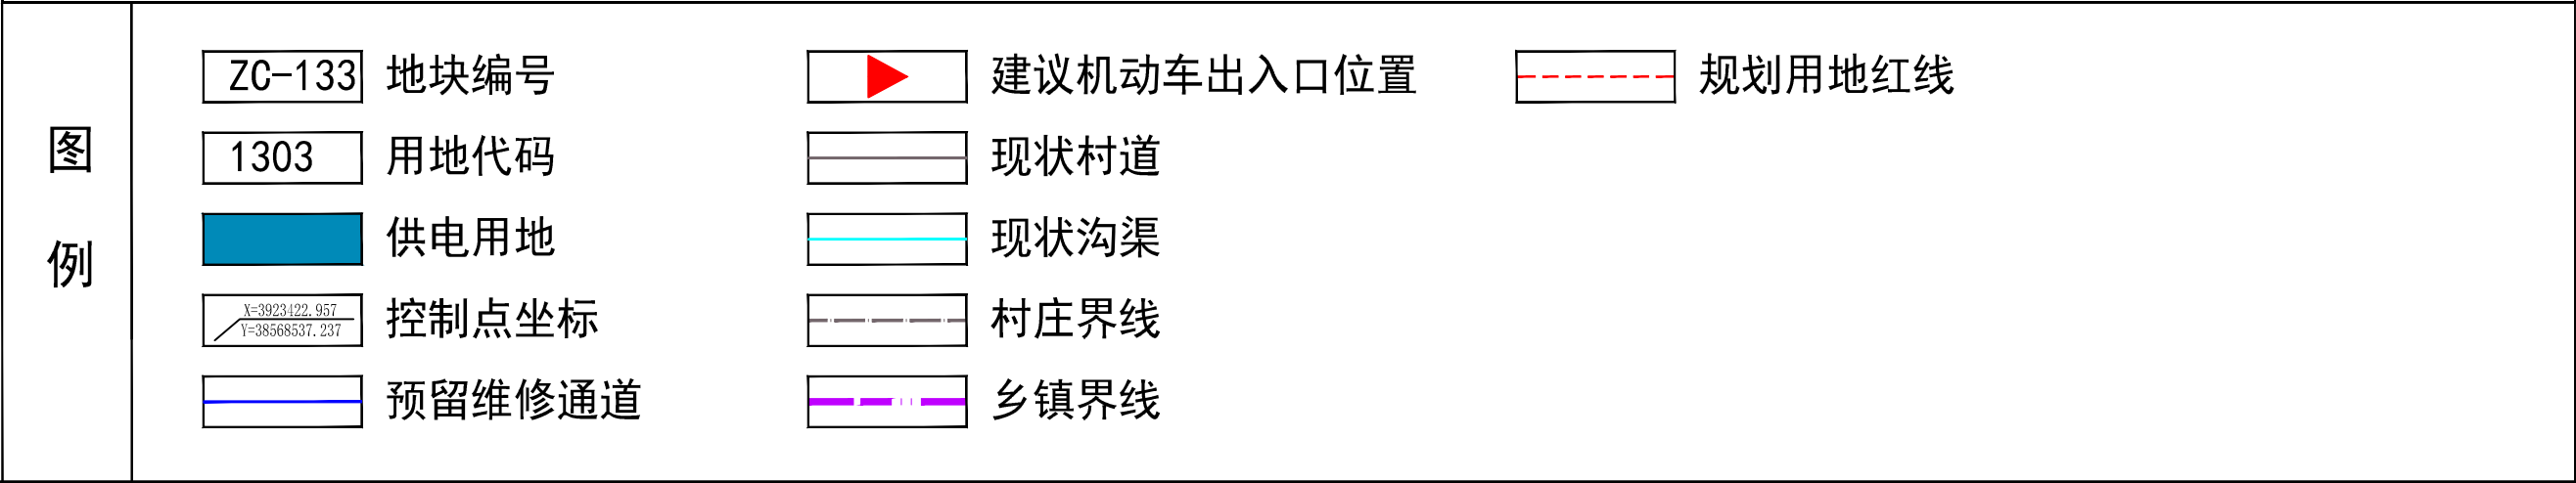 图例
ZC-133 地块编号
1303 用地代码
供电用地
X=3923422.957
Y=38568537.237
控制点坐标
预留维修通道
建议机动车出入口位置
现状村道
现状沟渠
村庄界线
乡镇界线
规划用地红线